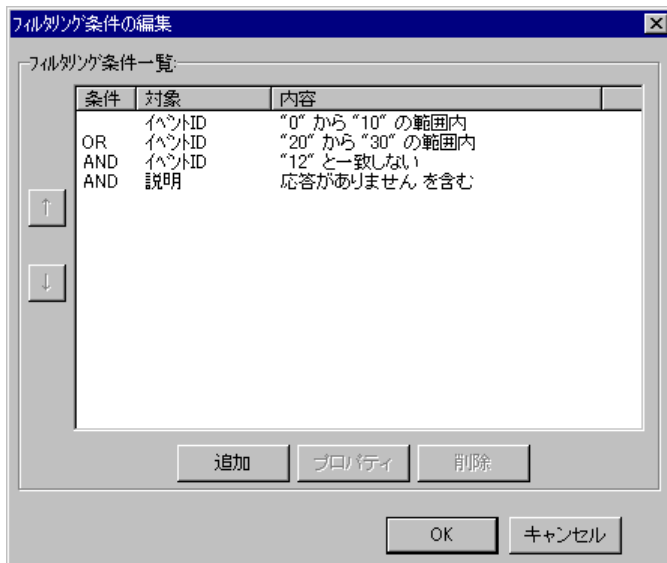 フィルタリング条件の編集
フィルタリング条件一覧:
条件 対象 内容
イベントID "0" から "10" の範囲内
OR イベントID "20" から "30" の範囲内
AND イベントID "12" と一致しない
AND 説明 応答がありません を含む
↑
↓
追加 プロパティ 削除
OK キャンセル